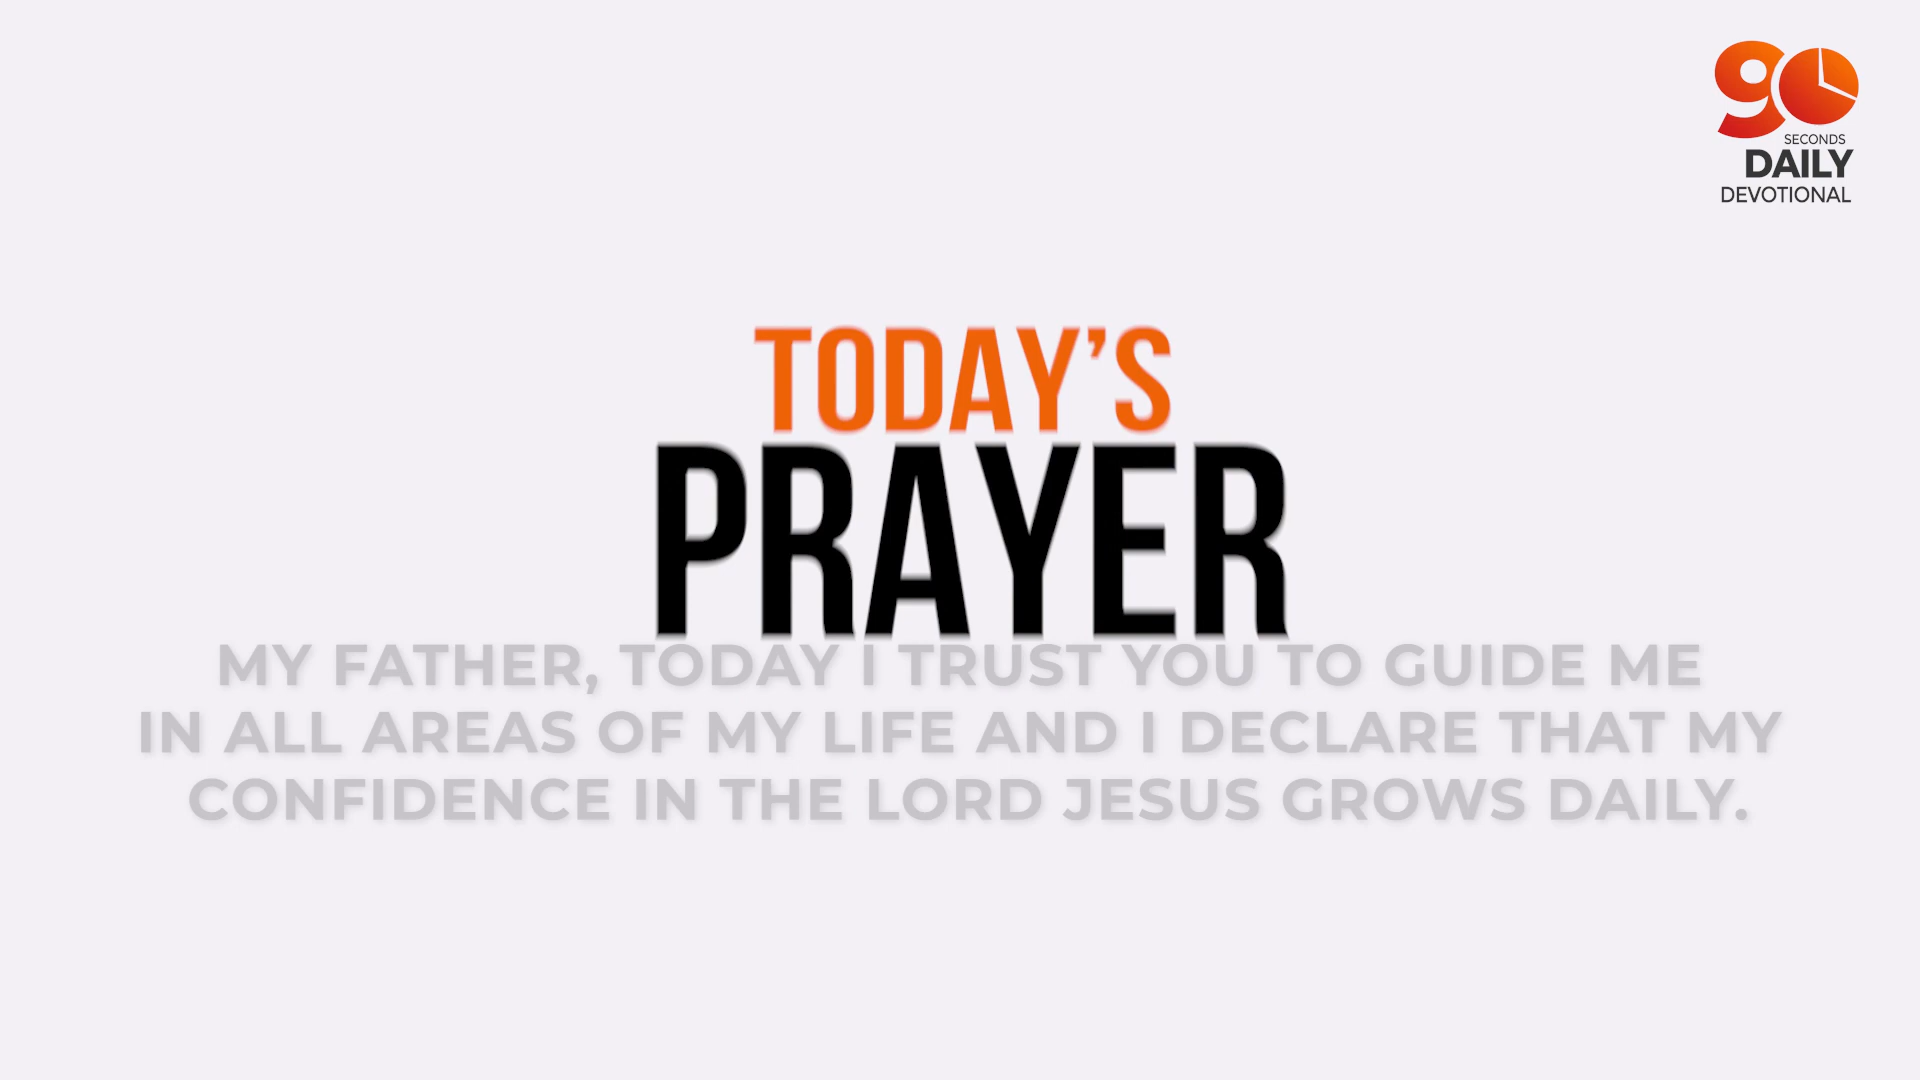 90
SECONDS
DAILY
DEVOTIONAL
TODAY’S
PRAYER
MY FATHER, TODAY I TRUST YOU TO GUIDE ME
IN ALL AREAS OF MY LIFE AND I DECLARE THAT MY
CONFIDENCE IN THE LORD JESUS GROWS DAILY.